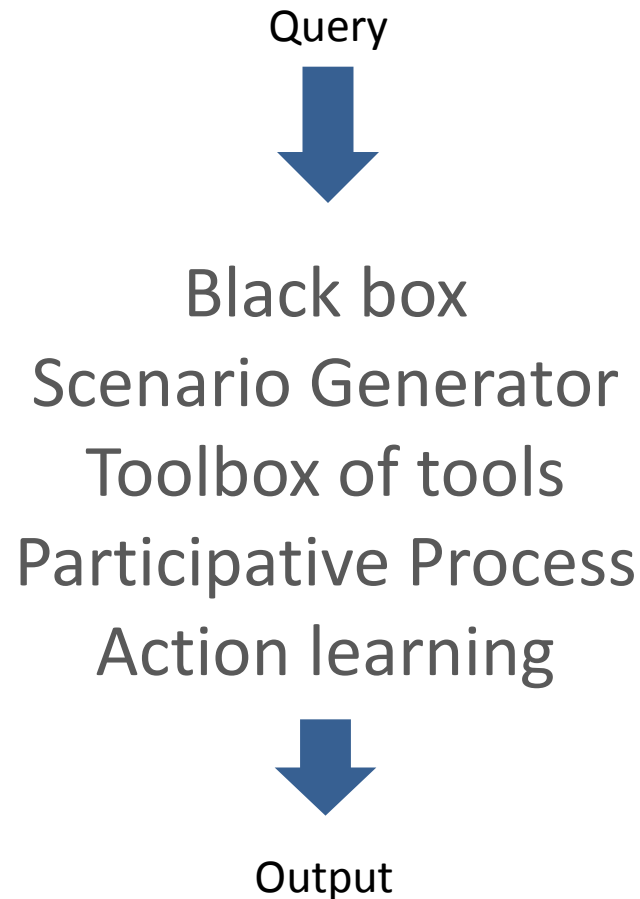 Query
Black box
Scenario Generator
Toolbox of tools
Participative Process
Action learning
Output